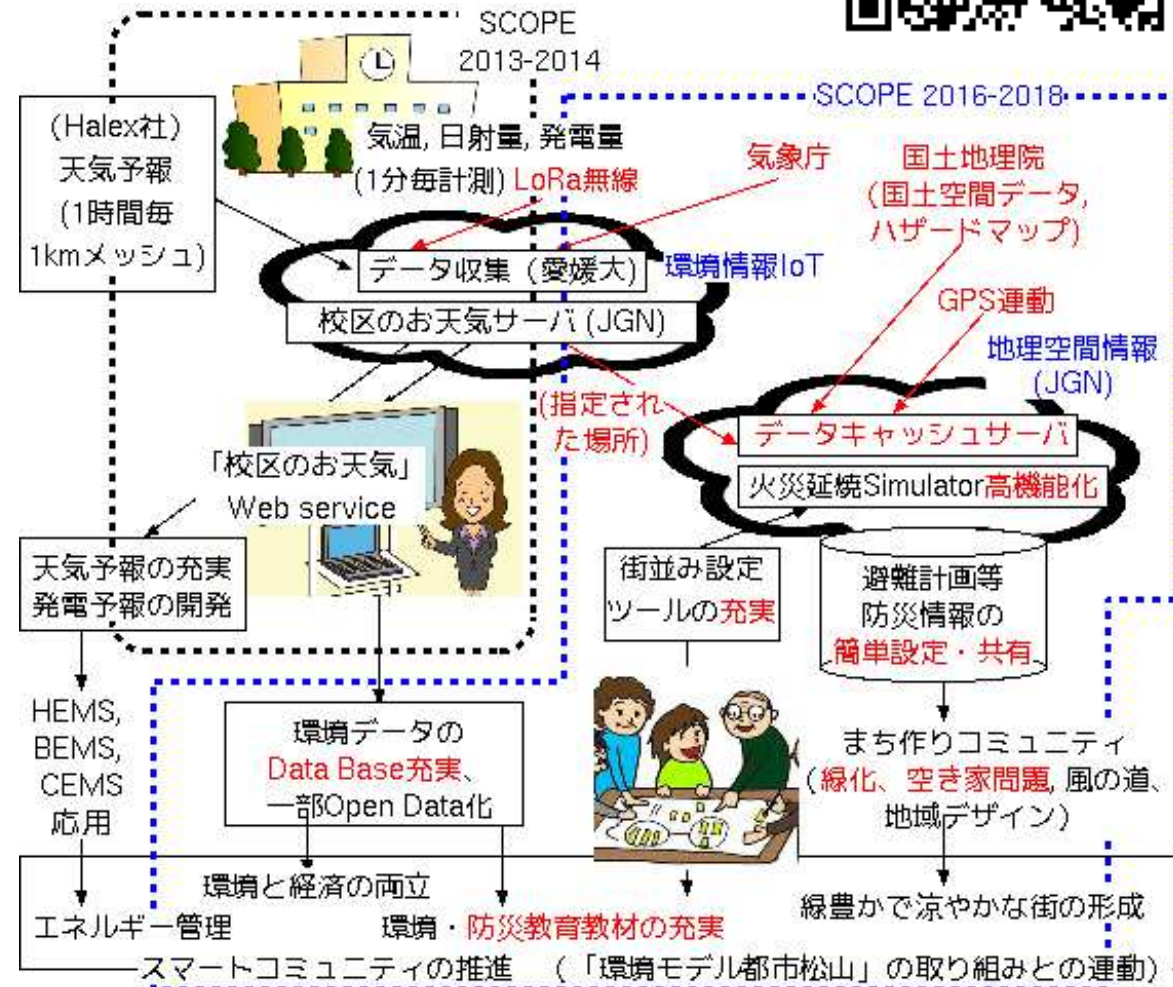 SCOPE
2013-2014
SCOPE 2016-2018
(Halex社)
天気予報
(1時間毎
1kmメッシュ)
気温, 日射量, 発電量
(1分毎計測) LoRa無線
気象庁
国土地理院
(国土空間データ,
ハザードマップ)
データ収集 (愛媛大)
環境情報IoT
校区のお天気サーバ (JGN)
GPS連動
地理空間情報
(JGN)
(指定され
た場所)
データキャッシュサーバ
火災延焼Simulator高機能化
「校区のお天気」
Web service
天気予報の充実
発電予報の開発
街並み設定
ツールの充実
避難計画等
防災情報の
簡単設定・共有
HEMS,
BEMS,
CEMS
応用
環境データの
Data Base充実、
一部Open Data化
まち作りコミュニティ
(緑化、空き家問題, 風の道、
地域デザイン)
環境と経済の両立
エネルギー管理
環境・防災教育教材の充実
緑豊かで涼やかな街の形成
スマートコミュニティの推進 (「環境モデル都市松山」の取り組みとの連動)